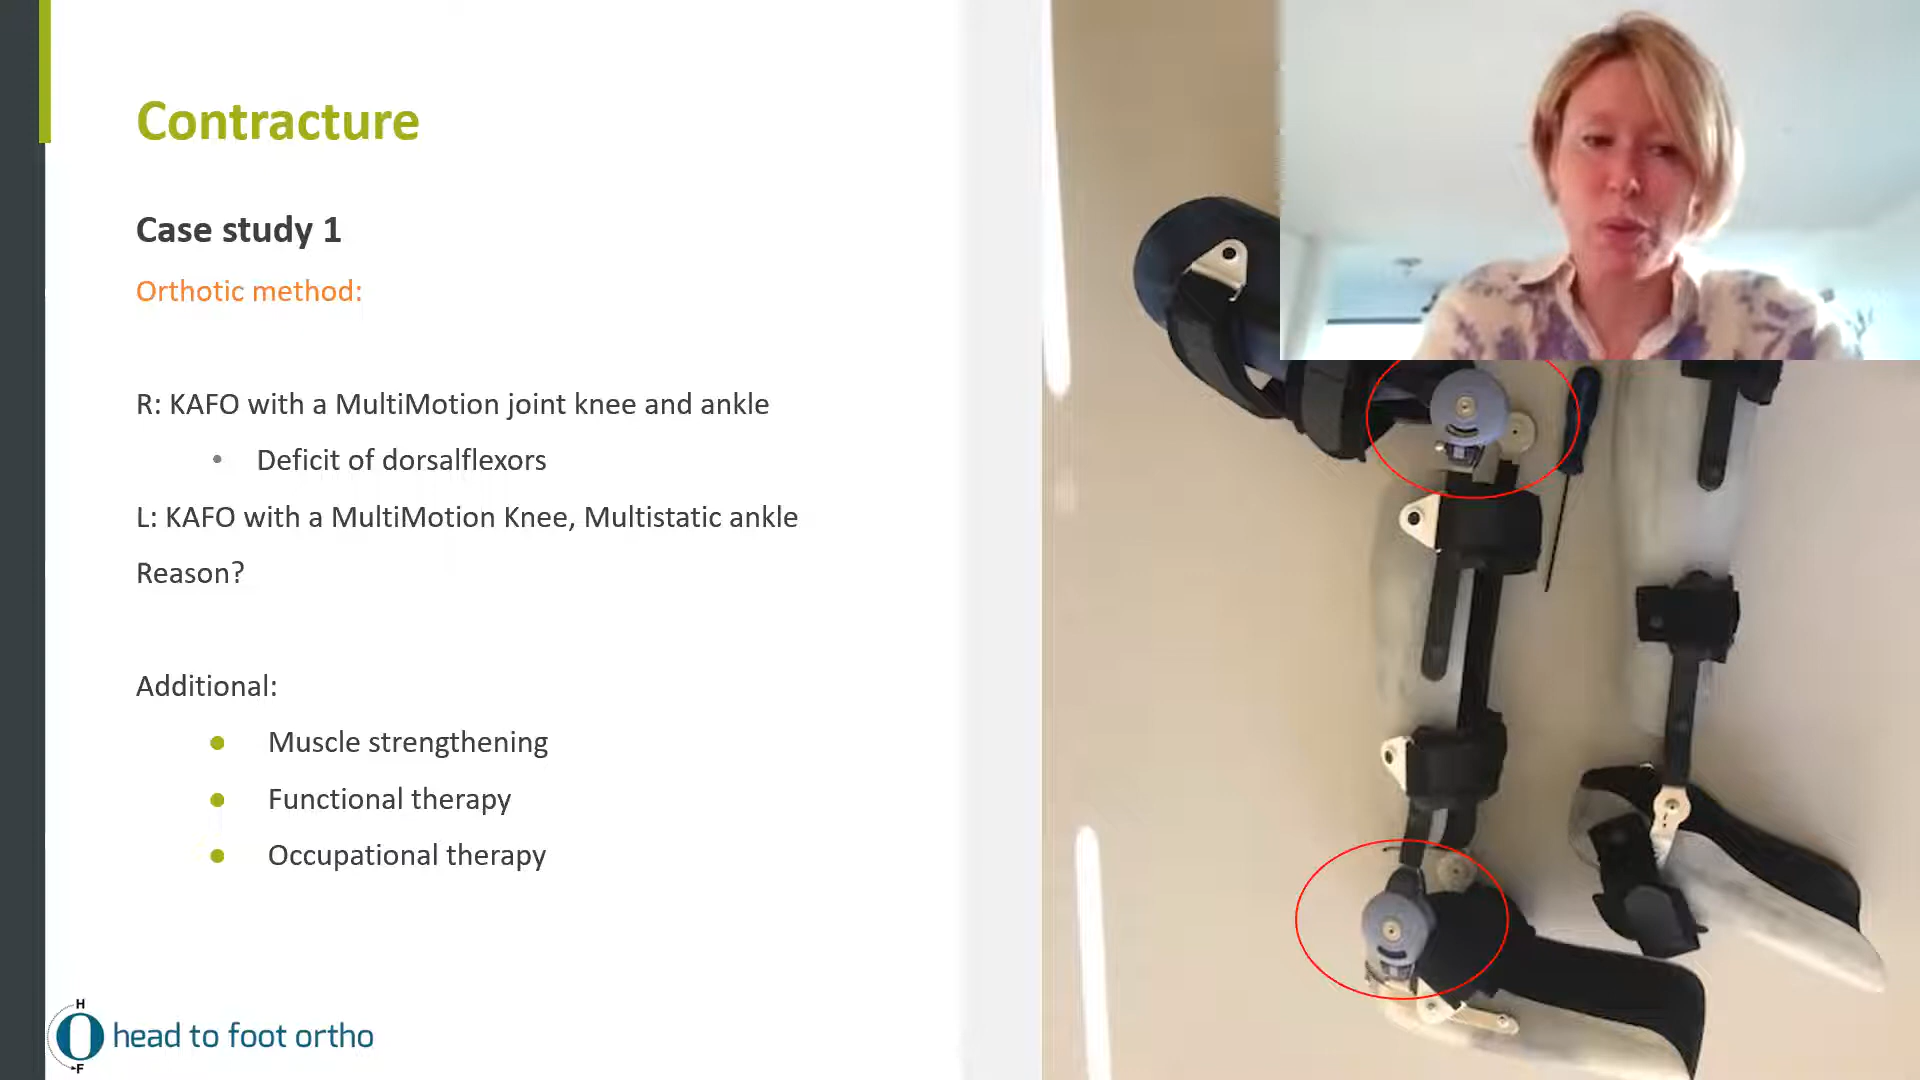 Contracture
Case study 1
Orthotic method:
R: KAFO with a MultiMotion joint knee and ankle
• Deficit of dorsalflexors
L: KAFO with a MultiMotion Knee, Multistatic ankle
Reason?
Additional:
● Muscle strengthening
● Functional therapy
● Occupational therapy
H
F
head to foot ortho